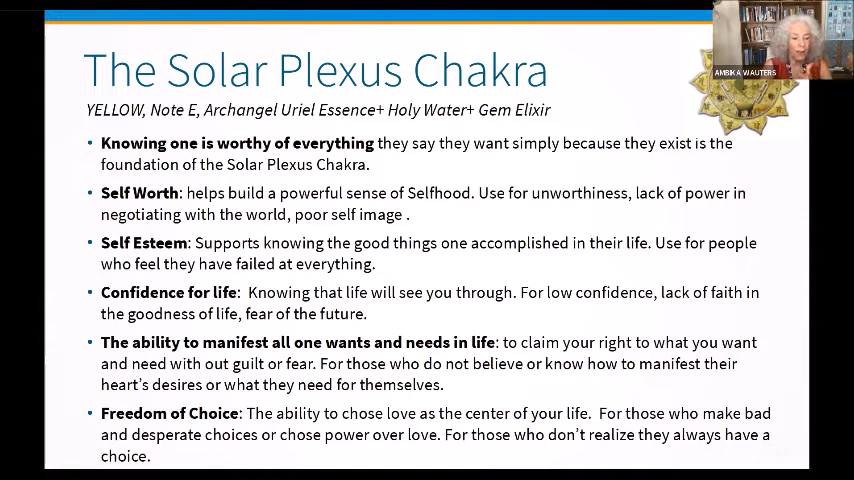 The Solar Plexus Chakra
AMBIKA WAUTERS
YELLOW, Note E, Archangel Uriel Essence+ Holy Water+ Gem Elixir
• Knowing one is worthy of everything they say they want simply because they exist is the
foundation of the Solar Plexus Chakra.
• Self Worth: helps build a powerful sense of Selfhood. Use for unworthiness, lack of power in
negotiating with the world, poor self image .
• Self Esteem: Supports knowing the good things one accomplished in their life. Use for people
who feel they have failed at everything.
• Confidence for life:  Knowing that life will see you through. For low confidence, lack of faith in
the goodness of life, fear of the future.
• The ability to manifest all one wants and needs in life: to claim your right to what you want
and need with out guilt or fear. For those who do not believe or know how to manifest their
heart's desires or what they need for themselves.
• Freedom of Choice: The ability to chose love as the center of your life.  For those who make bad
and desperate choices or chose power over love. For those who don't realize they always have a
choice.